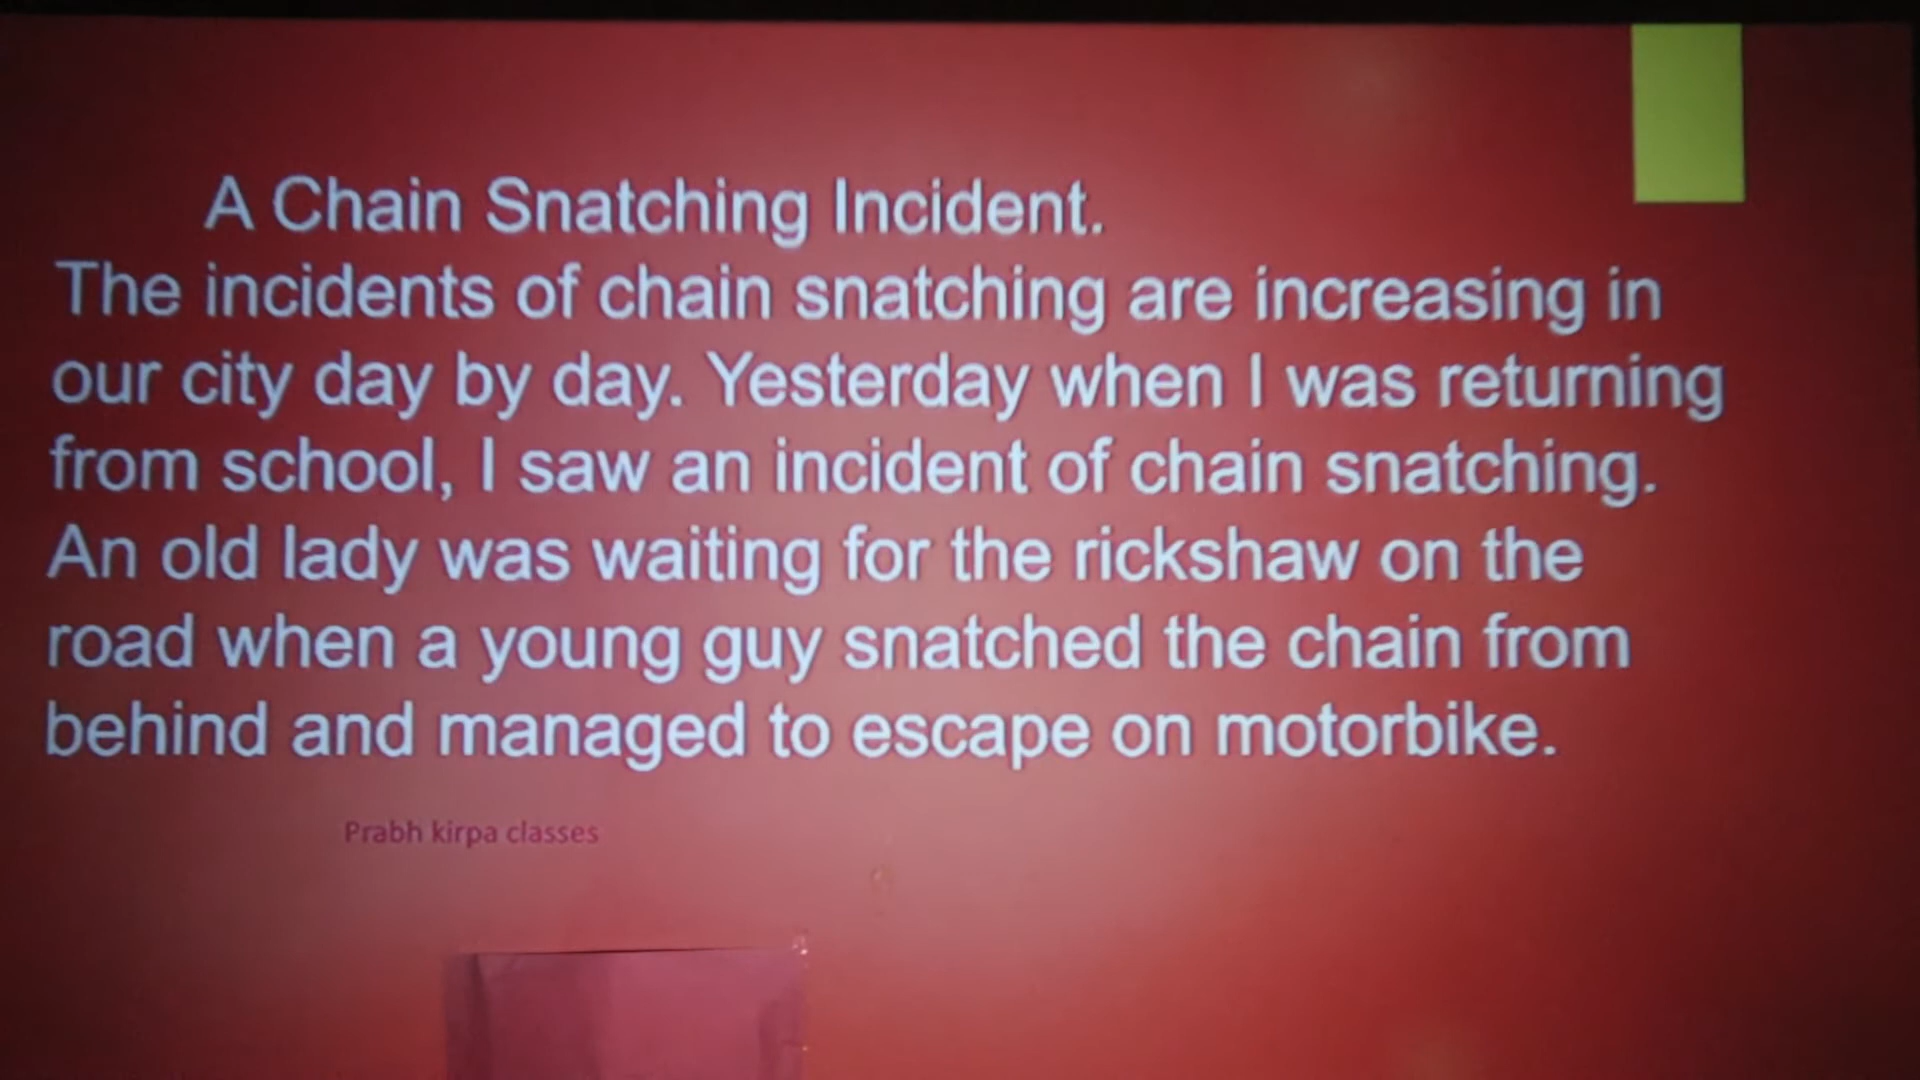 A Chain Snatching Incident.
The incidents of chain snatching are increasing in
our city day by day. Yesterday when I was returning
from school, I saw an incident of chain snatching.
An old lady was waiting for the rickshaw on the
road when a young guy snatched the chain from
behind and managed to escape on motorbike.
Prabh kirpa classes